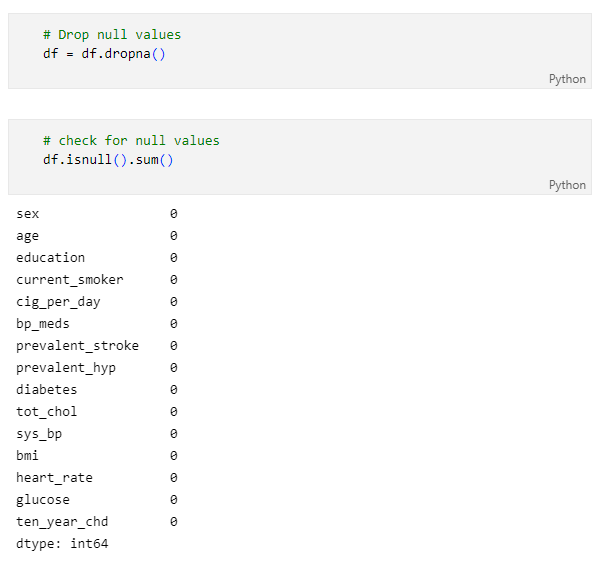 # Drop null values
df = df.dropna()
Python
# check for null values
df.isnull().sum()
Python
sex 0
age 0
education 0
current_smoker 0
cig_per_day 0
bp_meds 0
prevalent_stroke 0
prevalent_hyp 0
diabetes 0
tot_chol 0
sys_bp 0
bmi 0
heart_rate 0
glucose 0
ten_year_chd 0
dtype: int64